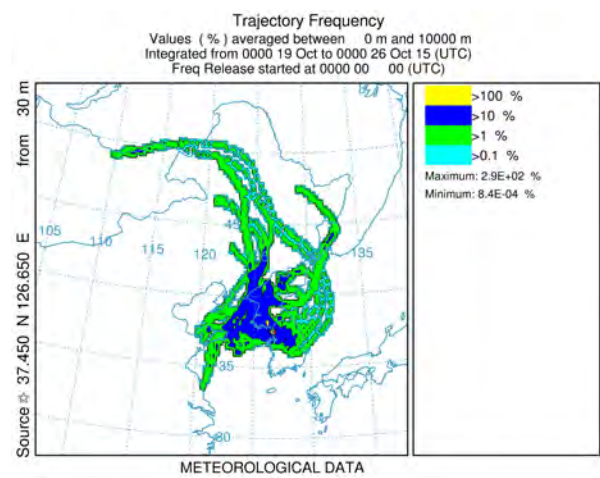 Trajectory Frequency
Values ( % ) averaged between 0 m and 10000 m
Integrated from 0000 19 Oct to 0000 26 Oct 15 (UTC)
Freq Release started at 0000 00 00 (UTC)
Source ☆ 37.450 N 126.650 E from 30 m
>100 %
>10 %
>1 %
>0.1 %
Maximum: 2.9E+02 %
Minimum: 8.4E-04 %
105
110
115
120
45
135
35
30
METEOROLOGICAL DATA